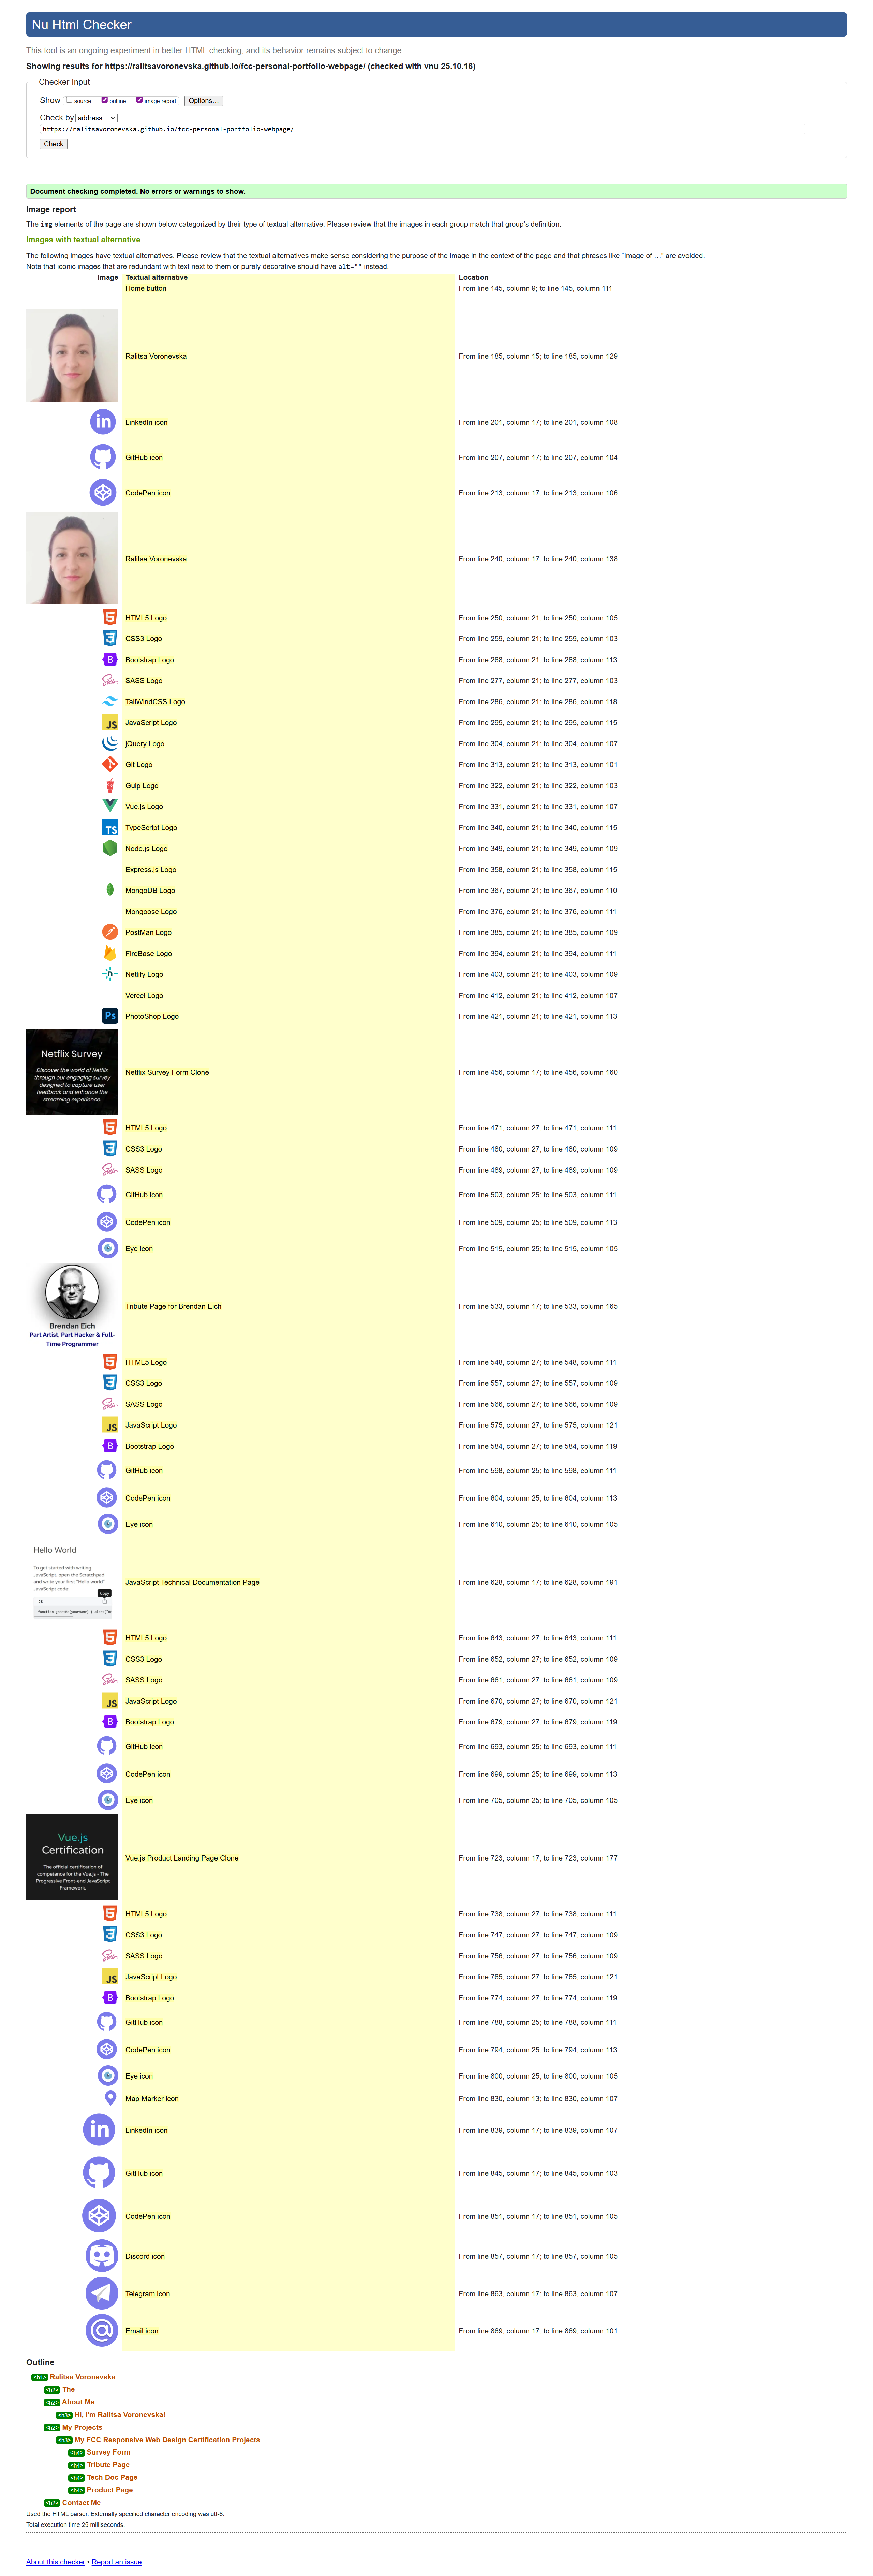 Nu Html Checker
This tool is an ongoing experiment in better HTML checking, and its behavior remains subject to change
Showing results for https://ralitsavoronevska.github.io/fcc-personal-portfolio-webpage/ (checked with vnu 25.10.16)
Checker Input
Show source outline image report Options...
Check by address
https://ralitsavoronevska.github.io/fcc-personal-portfolio-webpage/
Check
Document checking completed. No errors or warnings to show.
Image report
The img elements of the page are shown below categorized by their type of textual alternative. Please review that the images in each group match that group's definition.
Images with textual alternative
The following images have textual alternatives. Please review that the textual alternatives make sense considering the purpose of the image in the context of the page and that phrases like "Image of …" are avoided.
Note that iconic images that are redundant with text next to them or purely decorative should have alt="" instead.
Image Textual alternative Location
Home button From line 145, column 9; to line 145, column 111
Ralitsa Voronevska From line 185, column 15; to line 185, column 129
in LinkedIn icon From line 201, column 17; to line 201, column 108
GitHub icon From line 207, column 17; to line 207, column 104
CodePen icon From line 213, column 17; to line 213, column 106
Ralitsa Voronevska From line 240, column 17; to line 240, column 138
5 HTML5 Logo From line 250, column 21; to line 250, column 105
3 CSS3 Logo From line 259, column 21; to line 259, column 103
B Bootstrap Logo From line 268, column 21; to line 268, column 113
Sass SASS Logo From line 277, column 21; to line 277, column 103
TailWindCSS Logo From line 286, column 21; to line 286, column 118
JS JavaScript Logo From line 295, column 21; to line 295, column 115
jQuery Logo From line 304, column 21; to line 304, column 107
Git Logo From line 313, column 21; to line 313, column 101
Gulp Logo From line 322, column 21; to line 322, column 103
Vue.js Logo From line 331, column 21; to line 331, column 107
TS TypeScript Logo From line 340, column 21; to line 340, column 115
Node.js Logo From line 349, column 21; to line 349, column 109
Express.js Logo From line 358, column 21; to line 358, column 115
MongoDB Logo From line 367, column 21; to line 367, column 110
Mongoose Logo From line 376, column 21; to line 376, column 111
PostMan Logo From line 385, column 21; to line 385, column 109
FireBase Logo From line 394, column 21; to line 394, column 111
n Netlify Logo From line 403, column 21; to line 403, column 109
Vercel Logo From line 412, column 21; to line 412, column 107
Ps PhotoShop Logo From line 421, column 21; to line 421, column 113
Netflix Survey
Discover the world of Netflix
through our engaging survey
designed to capture user
feedback and enhance the
streaming experience.
Netflix Survey Form Clone From line 456, column 17; to line 456, column 160
5 HTML5 Logo From line 471, column 27; to line 471, column 111
3 CSS3 Logo From line 480, column 27; to line 480, column 109
Sass SASS Logo From line 489, column 27; to line 489, column 109
GitHub icon From line 503, column 25; to line 503, column 111
CodePen icon From line 509, column 25; to line 509, column 113
Eye icon From line 515, column 25; to line 515, column 105
Tribute Page for Brendan Eich From line 533, column 17; to line 533, column 165
Brendan Eich
Part Artist, Part Hacker & Full-
Time Programmer
5 HTML5 Logo From line 548, column 27; to line 548, column 111
3 CSS3 Logo From line 557, column 27; to line 557, column 109
Sass SASS Logo From line 566, column 27; to line 566, column 109
JS JavaScript Logo From line 575, column 27; to line 575, column 121
B Bootstrap Logo From line 584, column 27; to line 584, column 119
GitHub icon From line 598, column 25; to line 598, column 111
CodePen icon From line 604, column 25; to line 604, column 113
Eye icon From line 610, column 25; to line 610, column 105
Hello World
To get started with writing
JavaScript, open the Scratchpad
and write your first "Hello world"
JavaScript code.
Copy
JS
JavaScript Technical Documentation Page From line 628, column 17; to line 628, column 191
5 HTML5 Logo From line 643, column 27; to line 643, column 111
3 CSS3 Logo From line 652, column 27; to line 652, column 109
Sass SASS Logo From line 661, column 27; to line 661, column 109
JS JavaScript Logo From line 670, column 27; to line 670, column 121
B Bootstrap Logo From line 679, column 27; to line 679, column 119
GitHub icon From line 693, column 25; to line 693, column 111
CodePen icon From line 699, column 25; to line 699, column 113
Eye icon From line 705, column 25; to line 705, column 105
Vue.js
Certification
The official certification of
competence for the Vue.js - The
Progressive Front-end JavaScript
Framework.
Vue.js Product Landing Page Clone From line 723, column 17; to line 723, column 177
5 HTML5 Logo From line 738, column 27; to line 738, column 111
3 CSS3 Logo From line 747, column 27; to line 747, column 109
Sass SASS Logo From line 756, column 27; to line 756, column 109
JS JavaScript Logo From line 765, column 27; to line 765, column 121
B Bootstrap Logo From line 774, column 27; to line 774, column 119
GitHub icon From line 788, column 25; to line 788, column 111
CodePen icon From line 794, column 25; to line 794, column 113
Eye icon From line 800, column 25; to line 800, column 105
Map Marker icon From line 830, column 13; to line 830, column 107
in LinkedIn icon From line 839, column 17; to line 839, column 107
GitHub icon From line 845, column 17; to line 845, column 103
CodePen icon From line 851, column 17; to line 851, column 105
Discord icon From line 857, column 17; to line 857, column 105
Telegram icon From line 863, column 17; to line 863, column 107
@ Email icon From line 869, column 17; to line 869, column 101
Outline
<h1> Ralitsa Voronevska
<h2> The
<h2> About Me
<h3> Hi, I'm Ralitsa Voronevska!
<h2> My Projects
<h3> My FCC Responsive Web Design Certification Projects
<h4> Survey Form
<h4> Tribute Page
<h4> Tech Doc Page
<h4> Product Page
<h2> Contact Me
Used the HTML parser. Externally specified character encoding was utf-8.
Total execution time 25 milliseconds.
About this checker • Report an issue